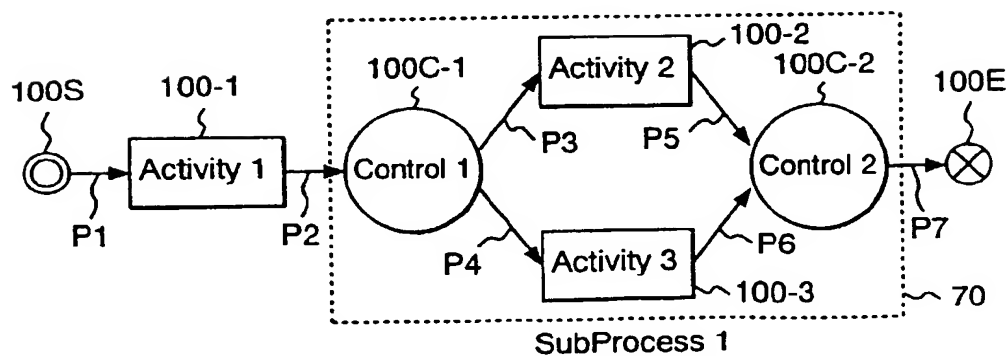 100-2
100C-1
Activity 2
100C-2
100S
100-1
100E
P3
P5
Activity 1
Control 1
Control 2
P1
P2
P4
P6
P7
Activity 3
100-3
70
SubProcess 1